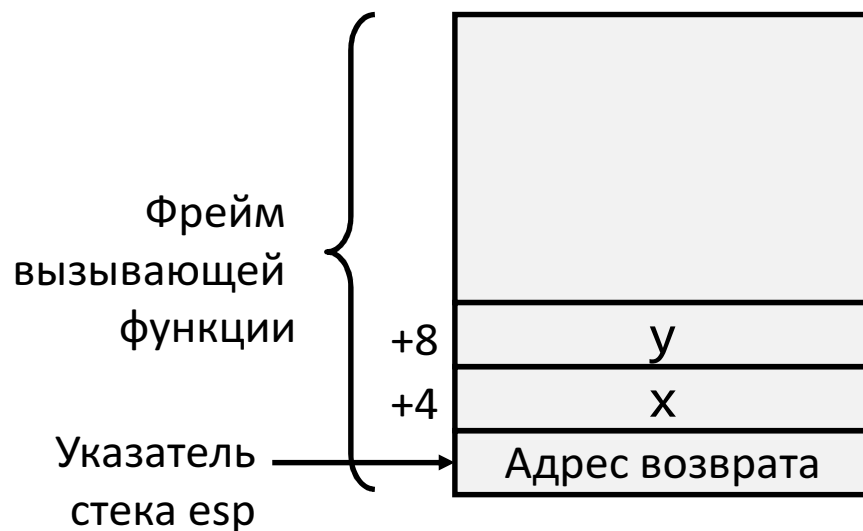 Фрейм
вызывающей
функции
+8
y
+4
x
Указатель
стека esp
Адрес возврата